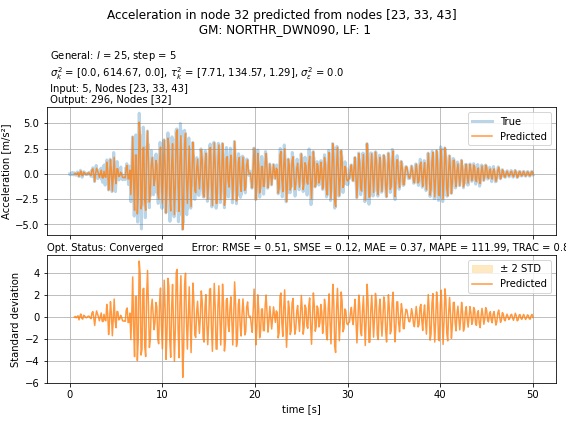 Acceleration in node 32 predicted from nodes [23, 33, 43]
GM: NORTHR_DWN090, LF: 1
General: l = 25, step = 5
σ²ₖ = [0.0, 614.67, 0.0], τ²ₖ = [7.71, 134.57, 1.29], σ²ε = 0.0
Input: 5, Nodes [23, 33, 43]
Output: 296, Nodes [32]
Acceleration [m/s²]
5.0
2.5
0.0
−2.5
−5.0
True
Predicted
Opt. Status: Converged
Error: RMSE = 0.51, SMSE = 0.12, MAE = 0.37, MAPE = 111.99, TRAC = 0.8
Standard deviation
4
2
0
−2
−4
−6
± 2 STD
Predicted
0 10 20 30 40 50
time [s]